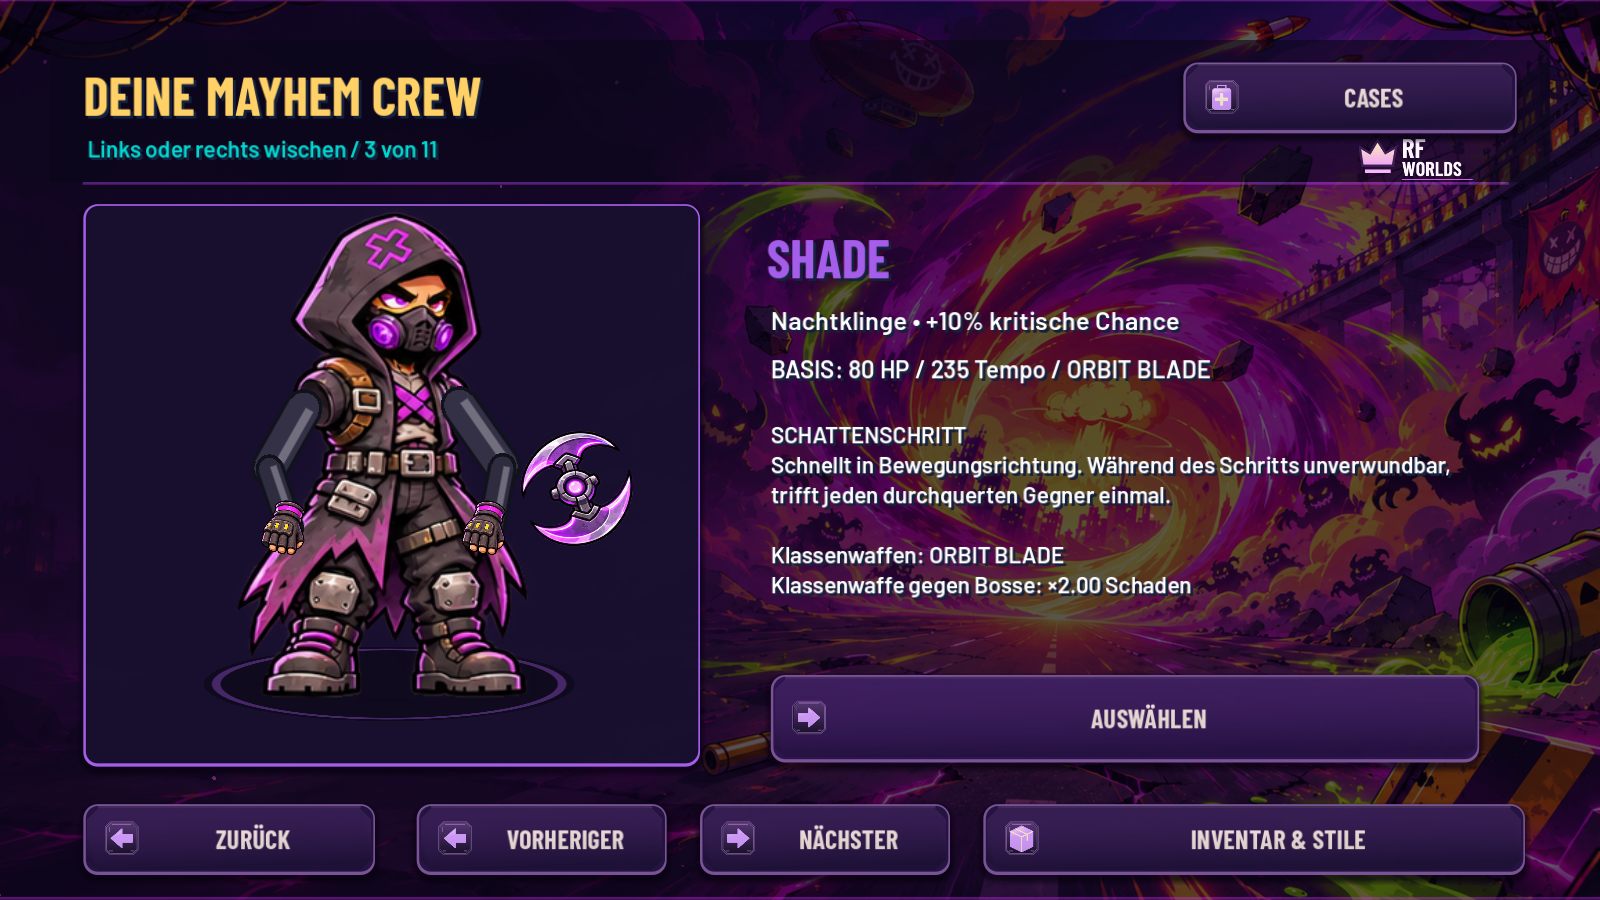 DEINE MAYHEM CREW
Links oder rechts wischen / 3 von 11
CASES
RF
WORLDS
SHADE
Nachtklinge • +10% kritische Chance
BASIS: 80 HP / 235 Tempo / ORBIT BLADE
SCHATTENSCHRITT
Schnellt in Bewegungsrichtung. Während des Schritts unverwundbar,
trifft jeden durchquerten Gegner einmal.
Klassenwaffen: ORBIT BLADE
Klassenwaffe gegen Bosse: ×2.00 Schaden
AUSWÄHLEN
ZURÜCK
VORHERIGER
NÄCHSTER
INVENTAR & STILE